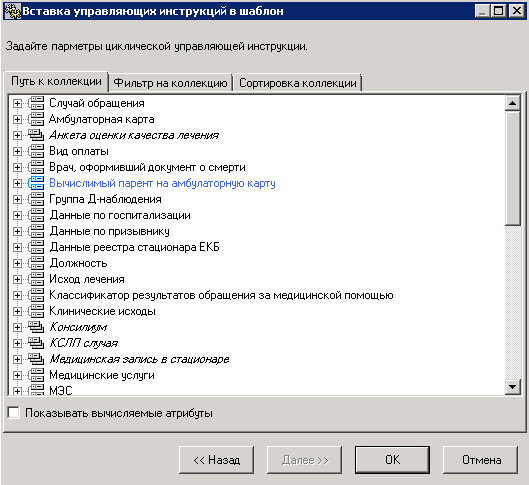 Вставка управляющих инструкций в шаблон
Задайте парметры циклической управляющей инструкции.
Путь к коллекции Фильтр на коллекцию Сортировка коллекции
Случай обращения
Амбулаторная карта
Анкета оценки качества лечения
Вид оплаты
Врач, оформивший документ о смерти
Вычислимый парент на амбулаторную карту
Группа Д-наблюдения
Данные по госпитализации
Данные по призывнику
Данные реестра стационара ЕКБ
Должность
Исход лечения
Классификатор результатов обращения за медицинской помощью
Клинические исходы
Консилиум
КСЛП случая
Медицинская запись в стационаре
Медицинские услуги
МЭС
Показывать вычисляемые атрибуты
<< Назад Далее >> OK Отмена